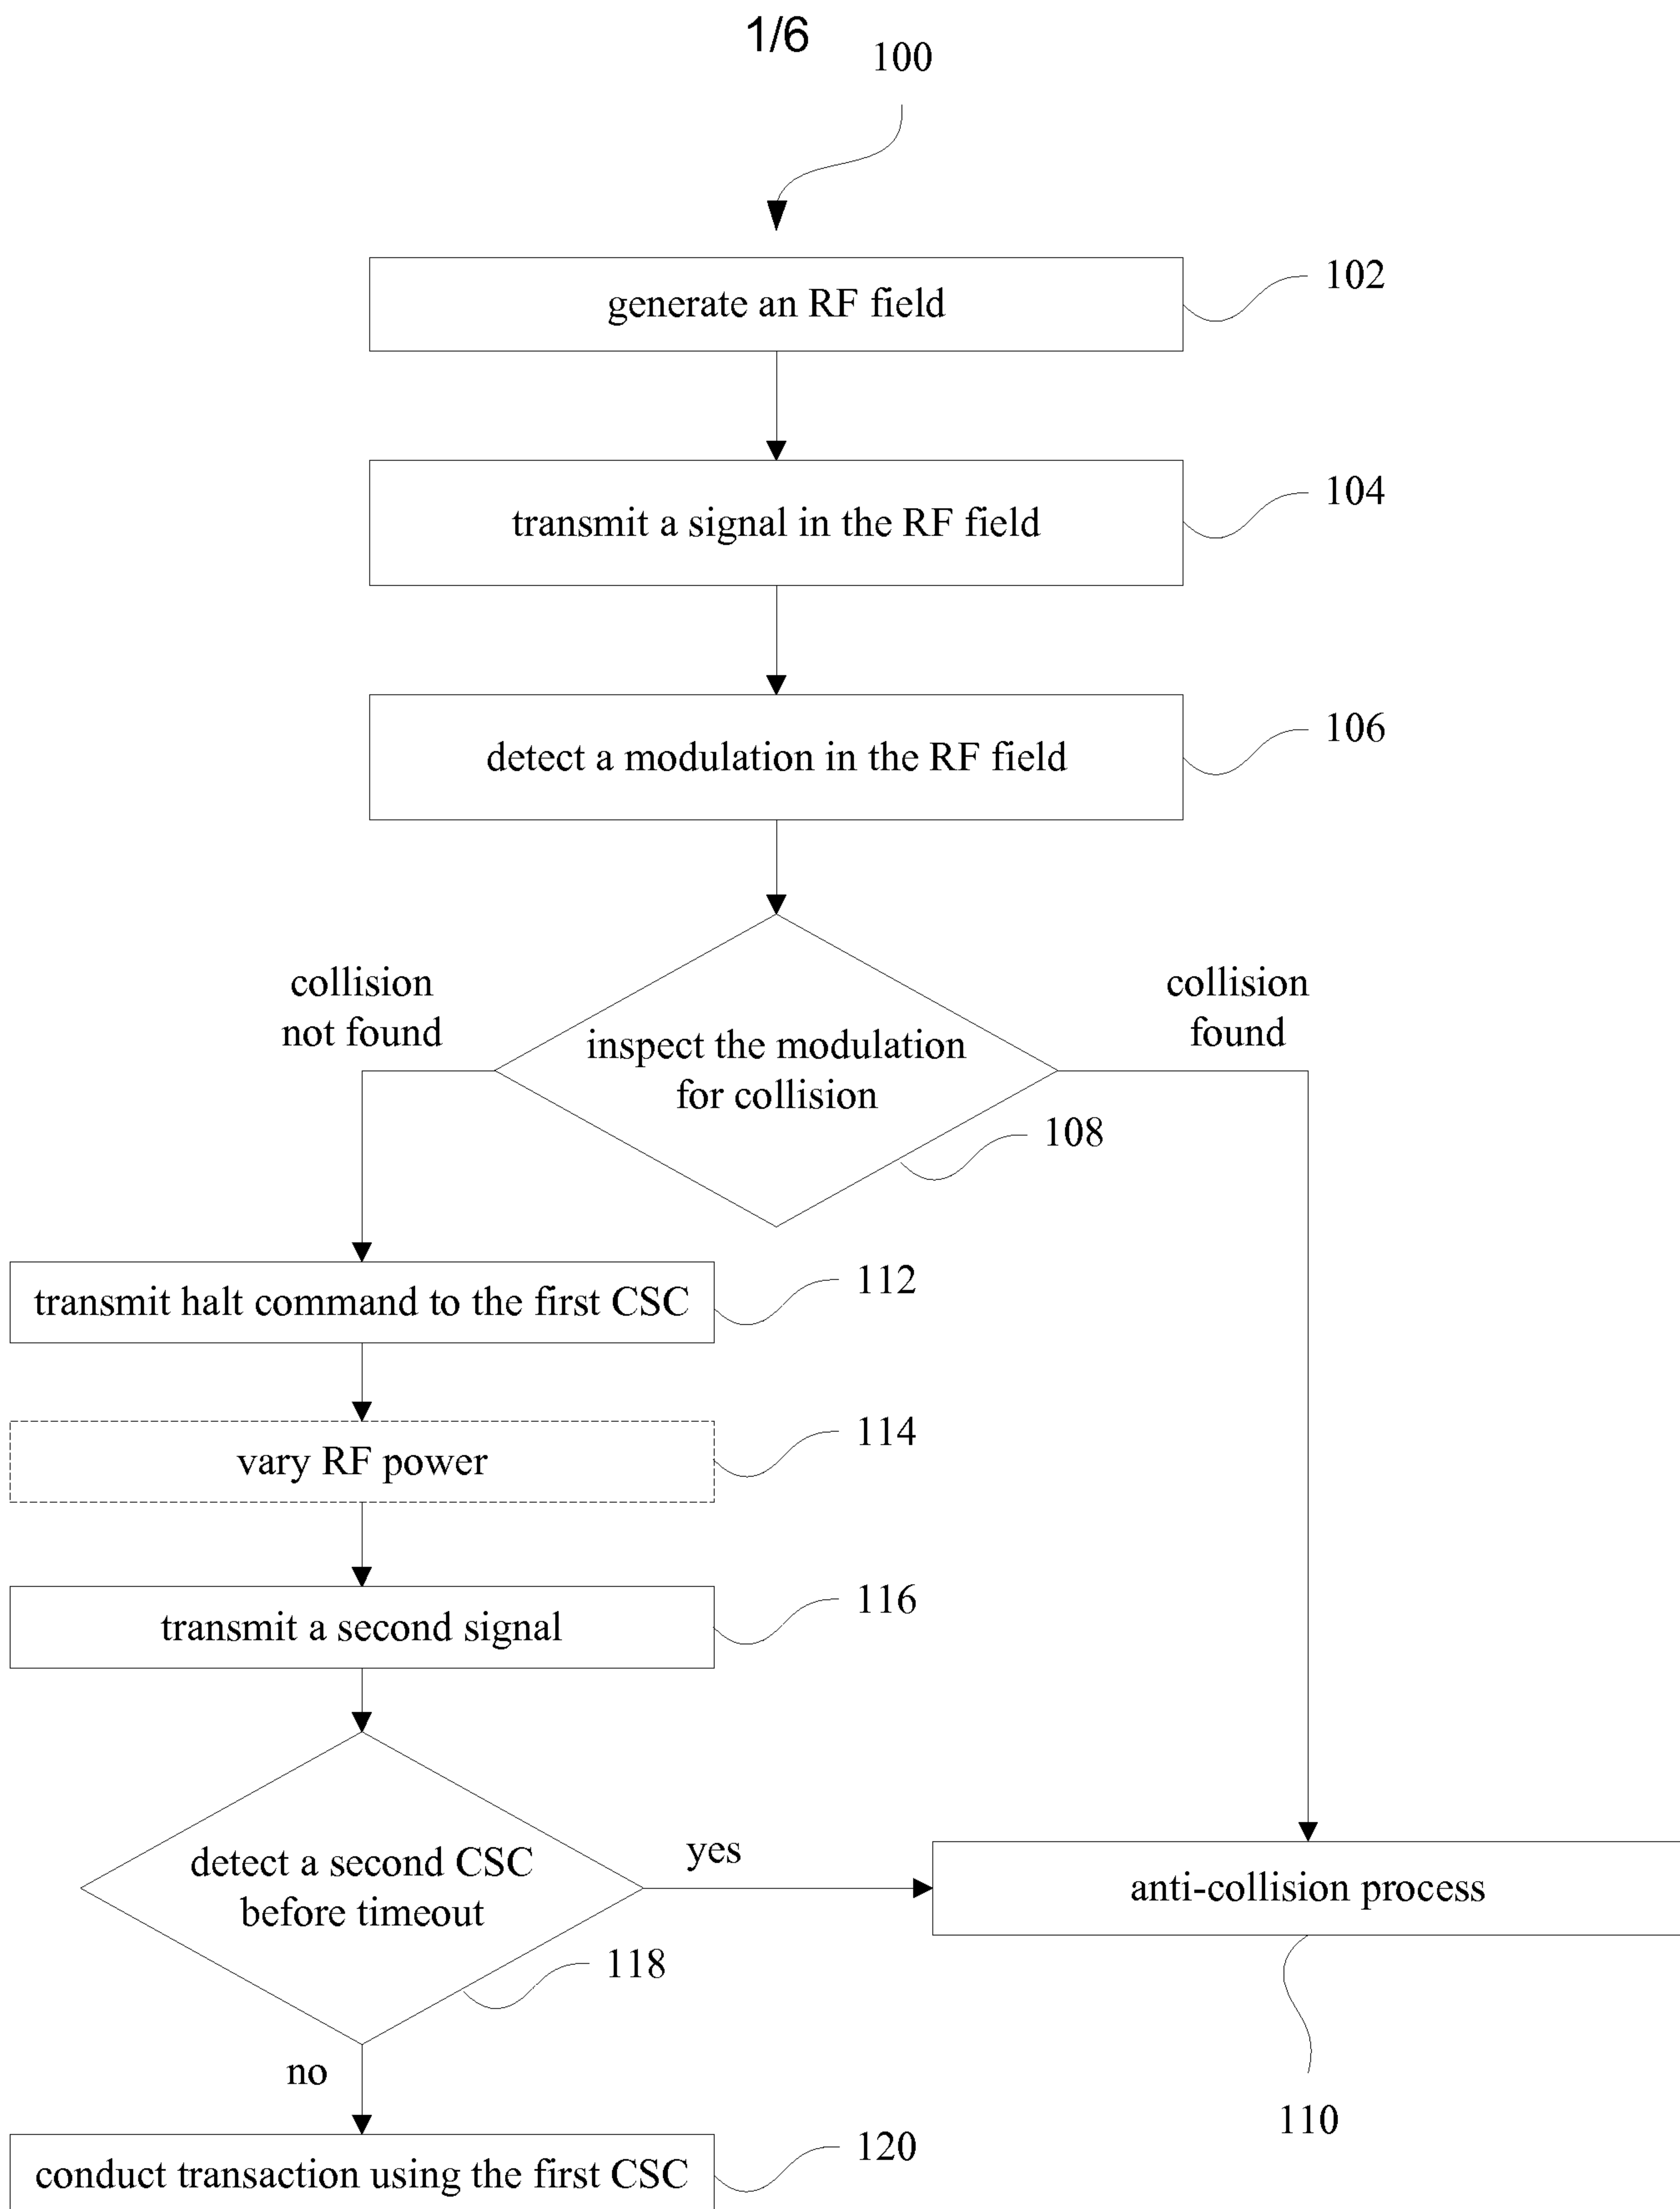 1/6
100
generate an RF field
102
transmit a signal in the RF field
104
detect a modulation in the RF field
106
collision
not found
collision
found
inspect the modulation
for collision
108
transmit halt command to the first CSC
112
vary RF power
114
transmit a second signal
116
detect a second CSC
before timeout
yes
anti-collision process
118
no
110
conduct transaction using the first CSC
120